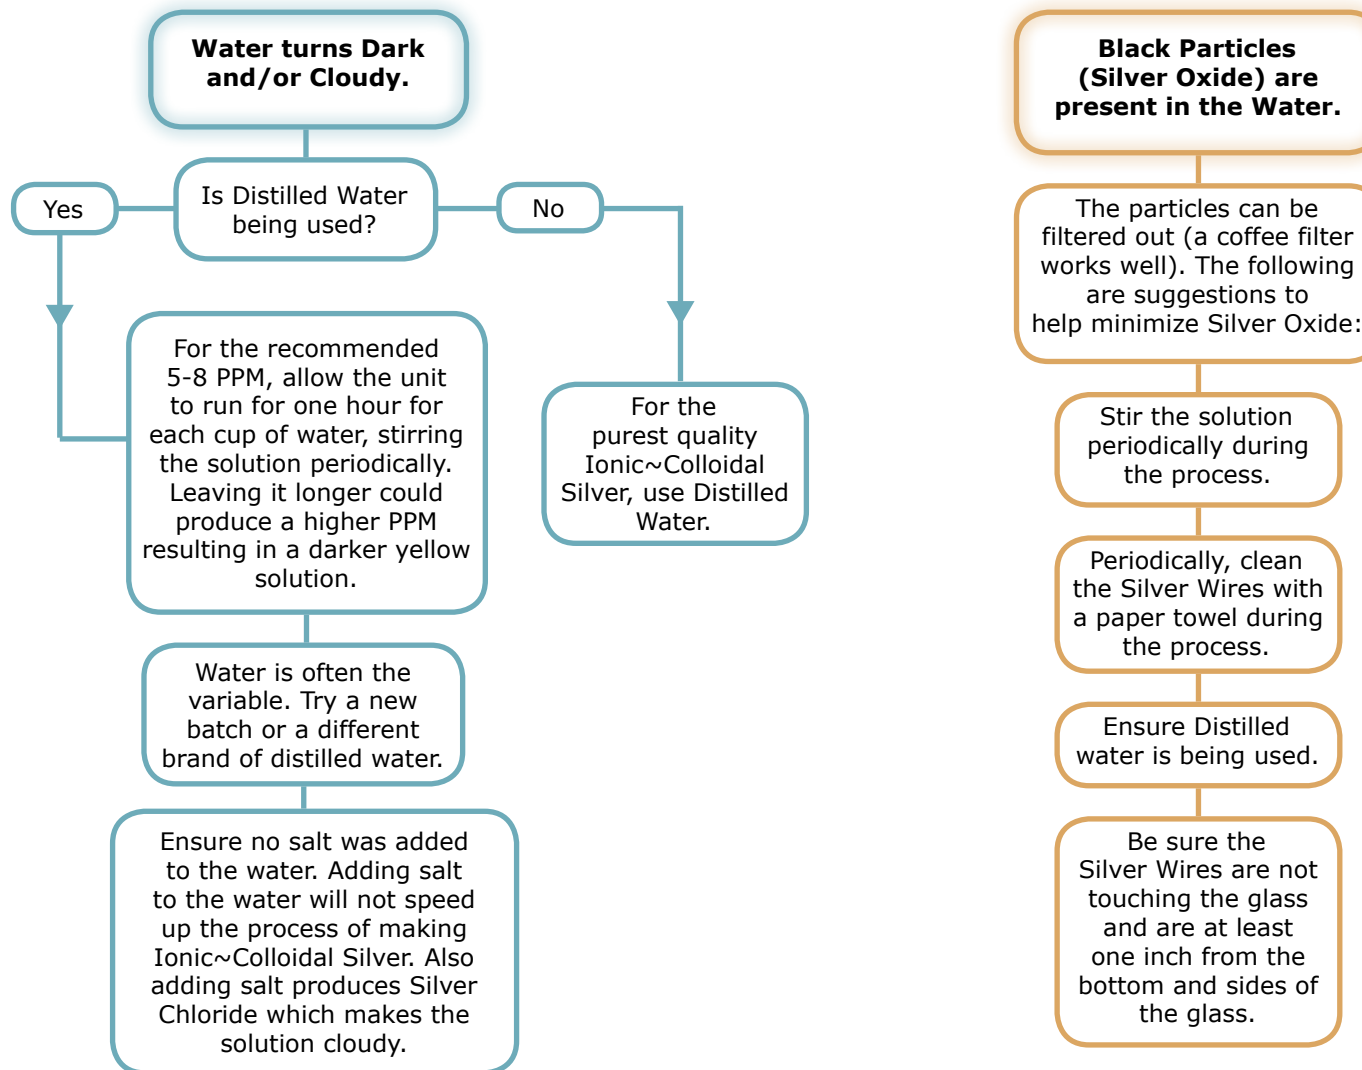 Water turns Dark
and/or Cloudy.
Is Distilled Water
being used?
Yes
No
For the recommended
5-8 PPM, allow the unit
to run for one hour for
each cup of water, stirring
the solution periodically.
Leaving it longer could
produce a higher PPM
resulting in a darker yellow
solution.
For the
purest quality
Ionic~Colloidal
Silver, use Distilled
Water.
Water is often the
variable. Try a new
batch or a different
brand of distilled water.
Ensure no salt was added
to the water. Adding salt
to the water will not speed
up the process of making
Ionic~Colloidal Silver. Also
adding salt produces Silver
Chloride which makes the
solution cloudy.
Black Particles
(Silver Oxide) are
present in the Water.
The particles can be
filtered out (a coffee filter
works well). The following
are suggestions to
help minimize Silver Oxide:
Stir the solution
periodically during
the process.
Periodically, clean
the Silver Wires with
a paper towel during
the process.
Ensure Distilled
water is being used.
Be sure the
Silver Wires are not
touching the glass
and are at least
one inch from the
bottom and sides of
the glass.